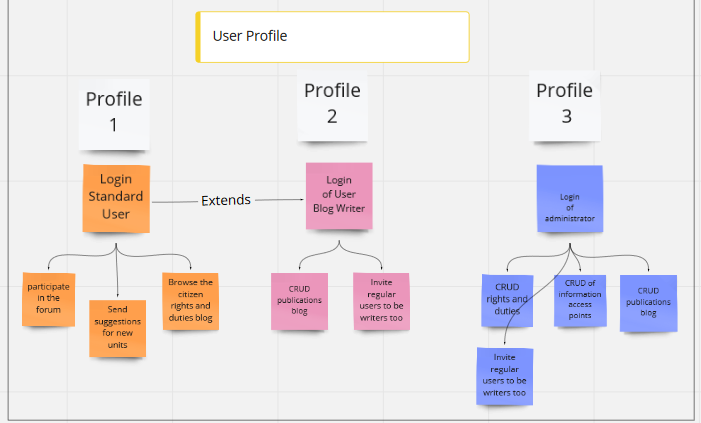 User Profile
Profile
1
Profile
2
Profile
3
Login
Standard
User
Extends
Login
of User
Blog Writer
Login
of
administrator
participate
in the
forum
Send
suggestions
for new
units
Browse the
citizen
rights and
duties blog
CRUD
publications
blog
Invite
regular
users to be
writers too
CRUD
rights and
duties
CRUD of
information
access
points
CRUD
publications
blog
Invite
regular
users to be
writers too